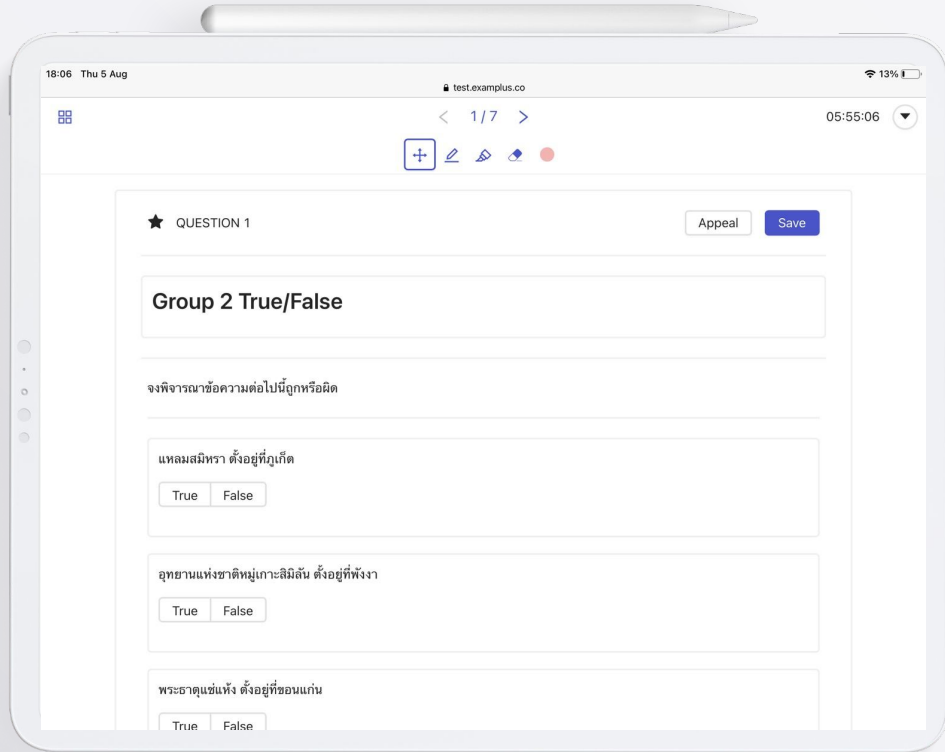 18:06 Thu 5 Aug
13%
test.examplus.co
1 / 7
05:55:06
QUESTION 1
Appeal
Save
Group 2 True/False
จงพิจารณาข้อความต่อไปนี้ถูกหรือผิด
แหลมสมิหรา ตั้งอยู่ที่ภูเก็ต
True False
อุทยานแห่งชาติหมู่เกาะสิมิลัน ตั้งอยู่ที่พังงา
True False
พระธาตุแช่แห้ง ตั้งอยู่ที่ขอนแก่น
True False